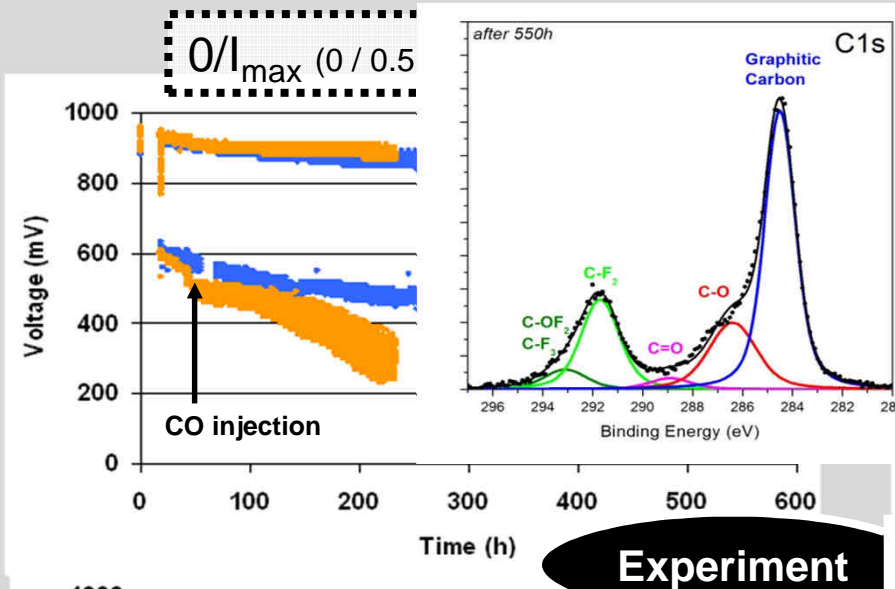 0/Imax (0 / 0.5
1000
800
600
400
200
0
Voltage (mV)
CO injection
0
100
200
300
400
500
600
Time (h)
after 550h
C1s
Graphitic
Carbon
C-F2
C-O
C-OF2
C-F3
C=O
296
294
292
290
288
286
284
282
28
Binding Energy (eV)
Experiment